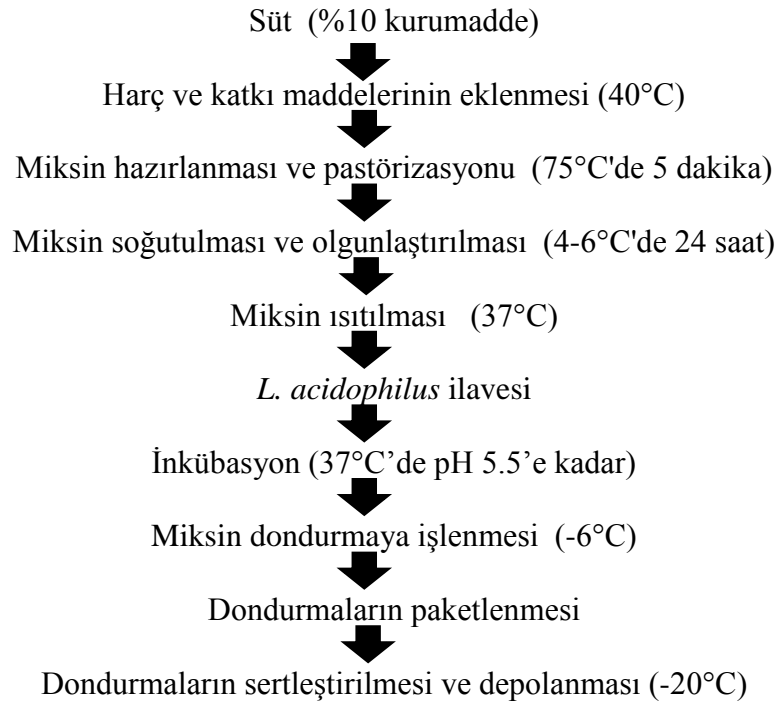 Süt (%10 kurumadde)
Harç ve katkı maddelerinin eklenmesi (40°C)
Miksin hazırlanması ve pastörizasyonu (75°C'de 5 dakika)
Miksin soğutulması ve olgunlaştırılması (4-6°C'de 24 saat)
Miksin ısıtılması (37°C)
L. acidophilus ilavesi
İnkübasyon (37°C’de pH 5.5’e kadar)
Miksin dondurmaya işlenmesi (-6°C)
Dondurmaların paketlenmesi
Dondurmaların sertleştirilmesi ve depolanması (-20°C)